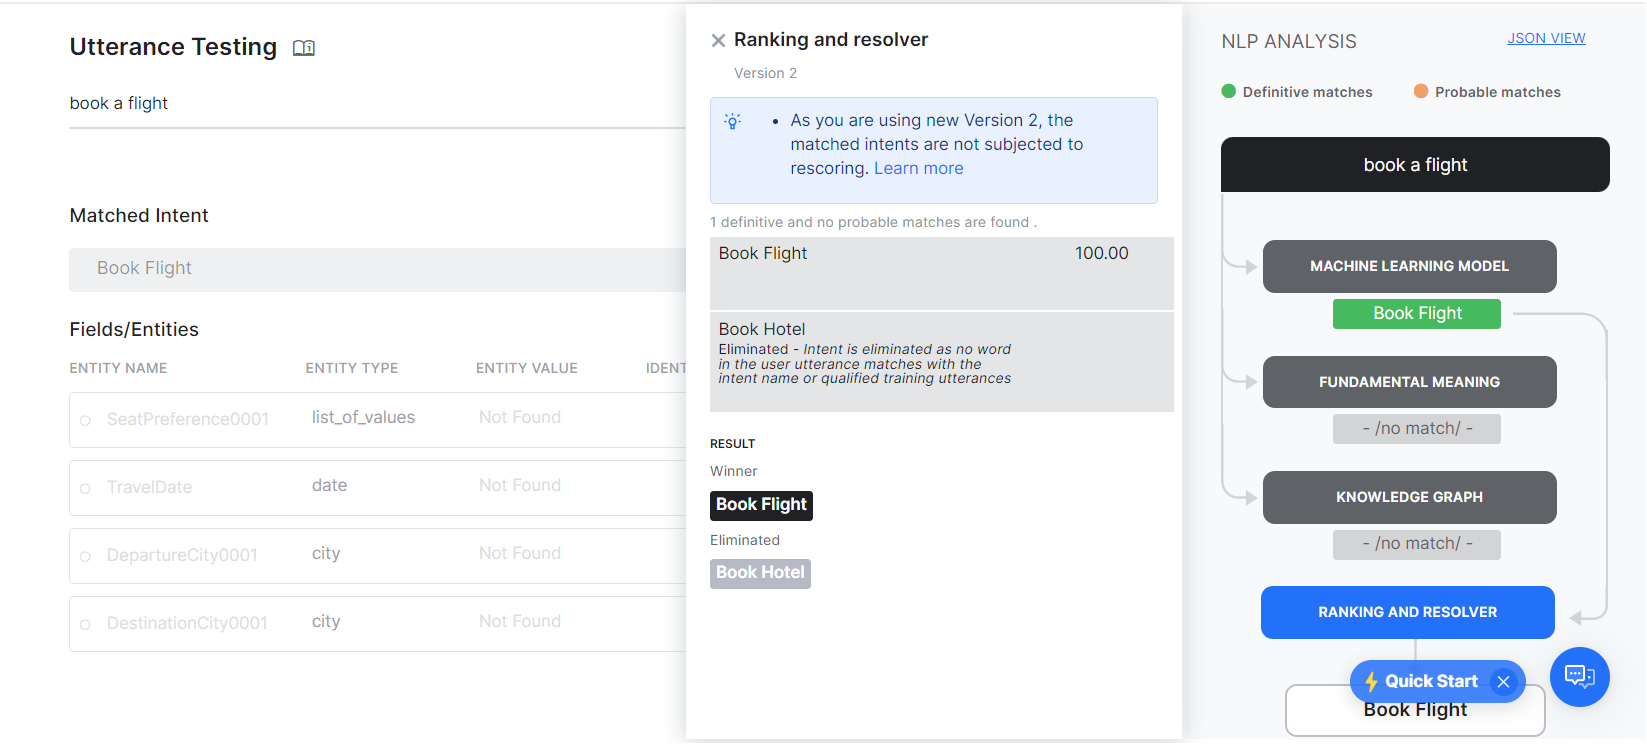 Utterance Testing
book a flight
Matched Intent
Book Flight
Fields/Entities
ENTITY NAME ENTITY TYPE ENTITY VALUE IDENT
SeatPreference0001 list_of_values Not Found
TravelDate date Not Found
DepartureCity0001 city Not Found
DestinationCity0001 city Not Found
Ranking and resolver
Version 2
• As you are using new Version 2, the
matched intents are not subjected to
rescoring. Learn more
1 definitive and no probable matches are found .
Book Flight 100.00
Book Hotel
Eliminated - Intent is eliminated as no word
in the user utterance matches with the
intent name or qualified training utterances
RESULT
Winner
Book Flight
Eliminated
Book Hotel
NLP ANALYSIS JSON VIEW
Definitive matches Probable matches
book a flight
MACHINE LEARNING MODEL
Book Flight
FUNDAMENTAL MEANING
- /no match/ -
KNOWLEDGE GRAPH
- /no match/ -
RANKING AND RESOLVER
Quick Start
Book Flight